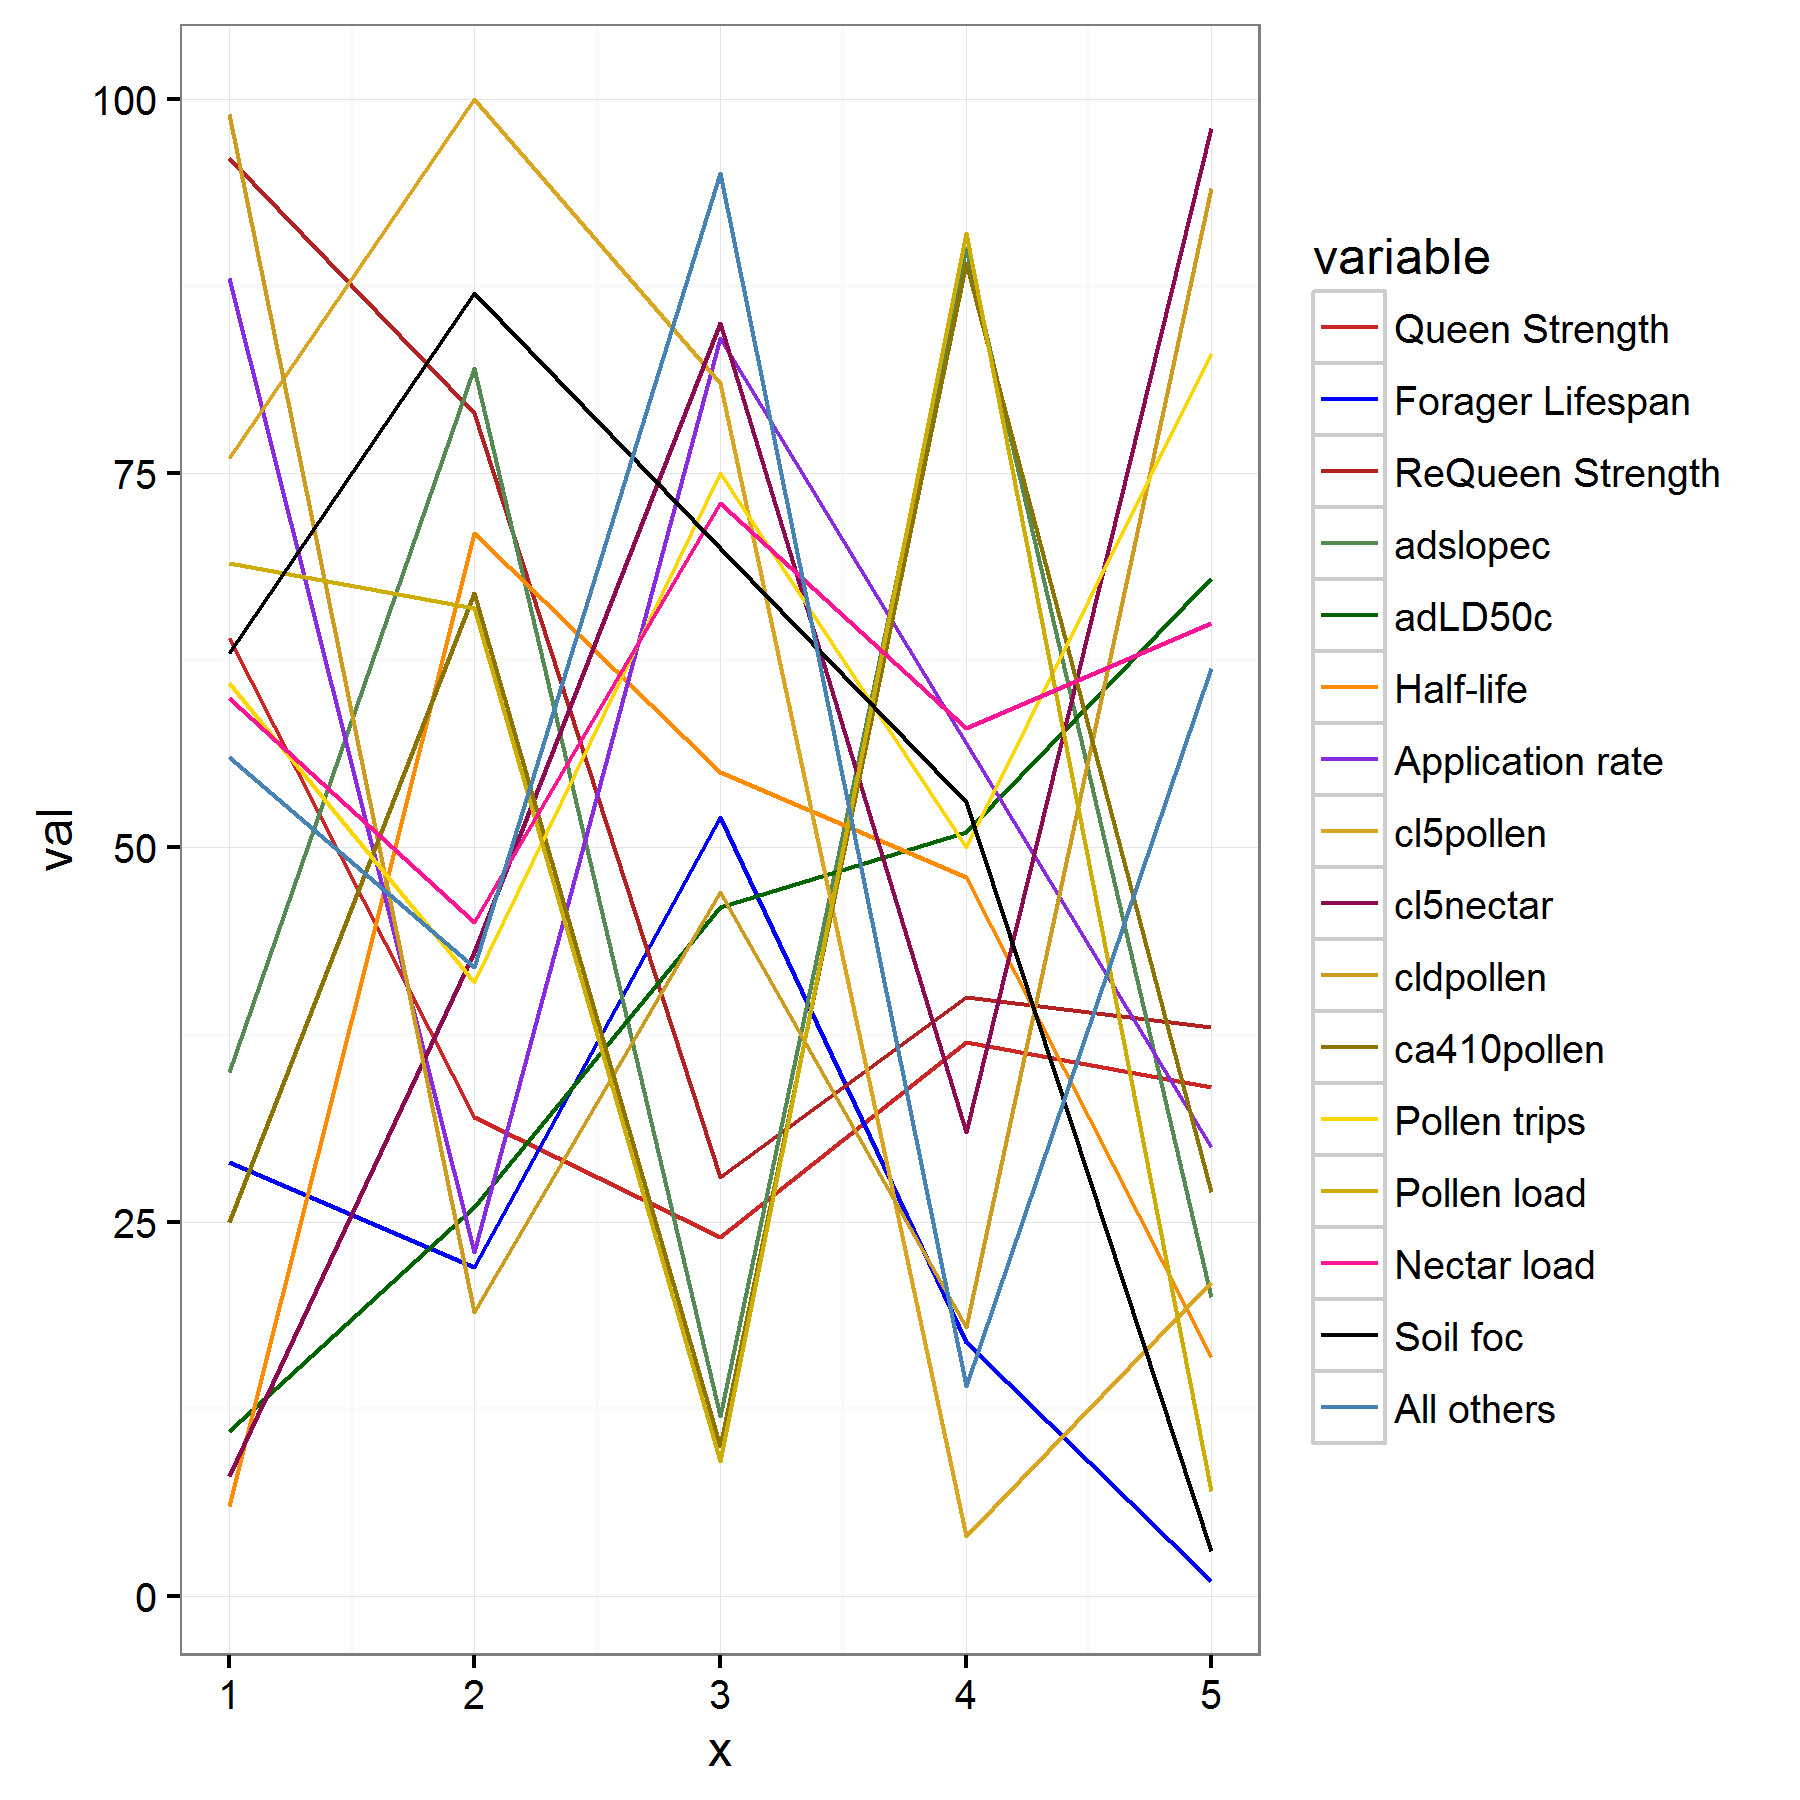 100
75
50
25
0
val
1 2 3 4 5
x
variable
Queen Strength
Forager Lifespan
ReQueen Strength
adslopec
adLD50c
Half-life
Application rate
cl5pollen
cl5nectar
cldpollen
ca410pollen
Pollen trips
Pollen load
Nectar load
Soil foc
All others